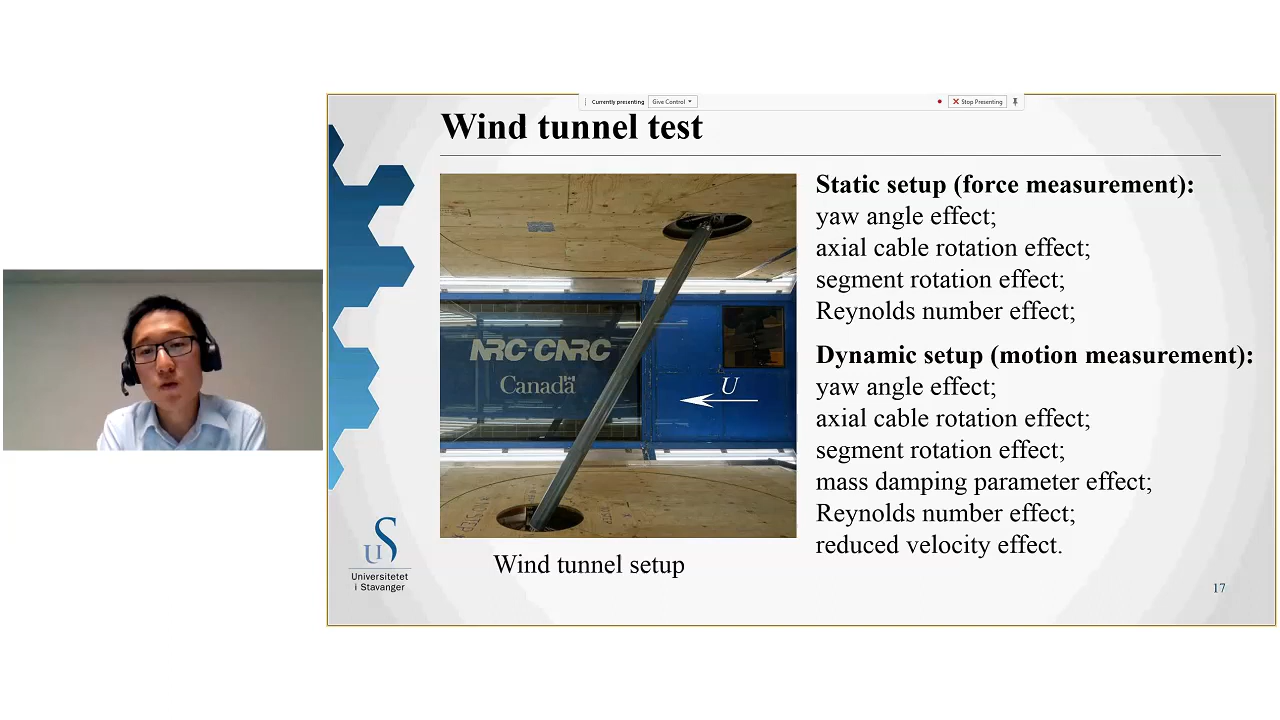 Currently presenting
Give Control
Stop Presenting
Wind tunnel test
Static setup (force measurement):
yaw angle effect;
axial cable rotation effect;
segment rotation effect;
Reynolds number effect;
Dynamic setup (motion measurement):
yaw angle effect;
axial cable rotation effect;
segment rotation effect;
mass damping parameter effect;
Reynolds number effect;
reduced velocity effect.
NRC-CNRC
Canada
U
Wind tunnel setup
US
Universitetet
i Stavanger
17